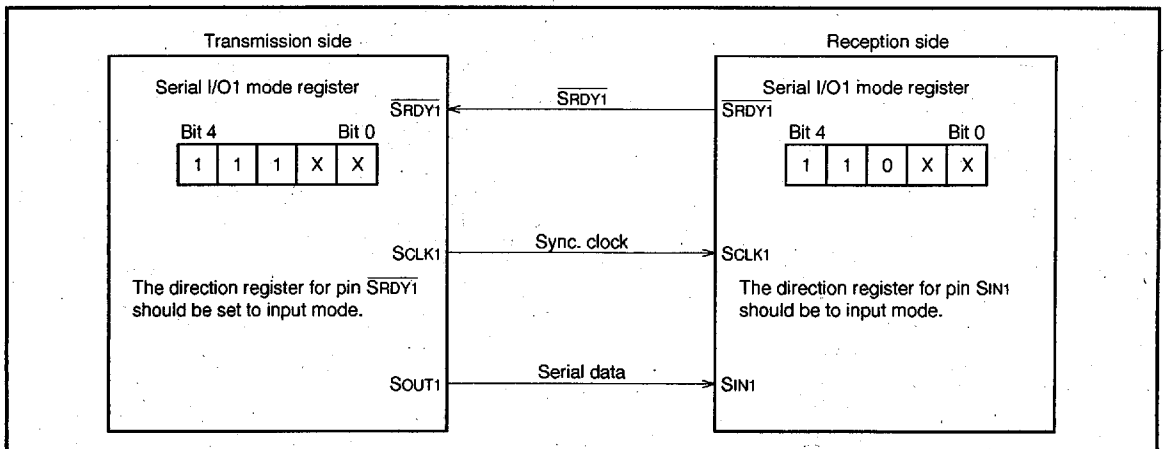 Transmission side
Serial I/O1 mode register
Bit 4 Bit 0
1 1 1 X X
SRDY1
SCLK1
The direction register for pin SRDY1
should be set to input mode.
SOUT1
SRDY1
Sync. clock
Serial data
Reception side
Serial I/O1 mode register
SRDY1
Bit 4 Bit 0
1 1 0 X X
SCLK1
The direction register for pin SIN1
should be to input mode.
SIN1